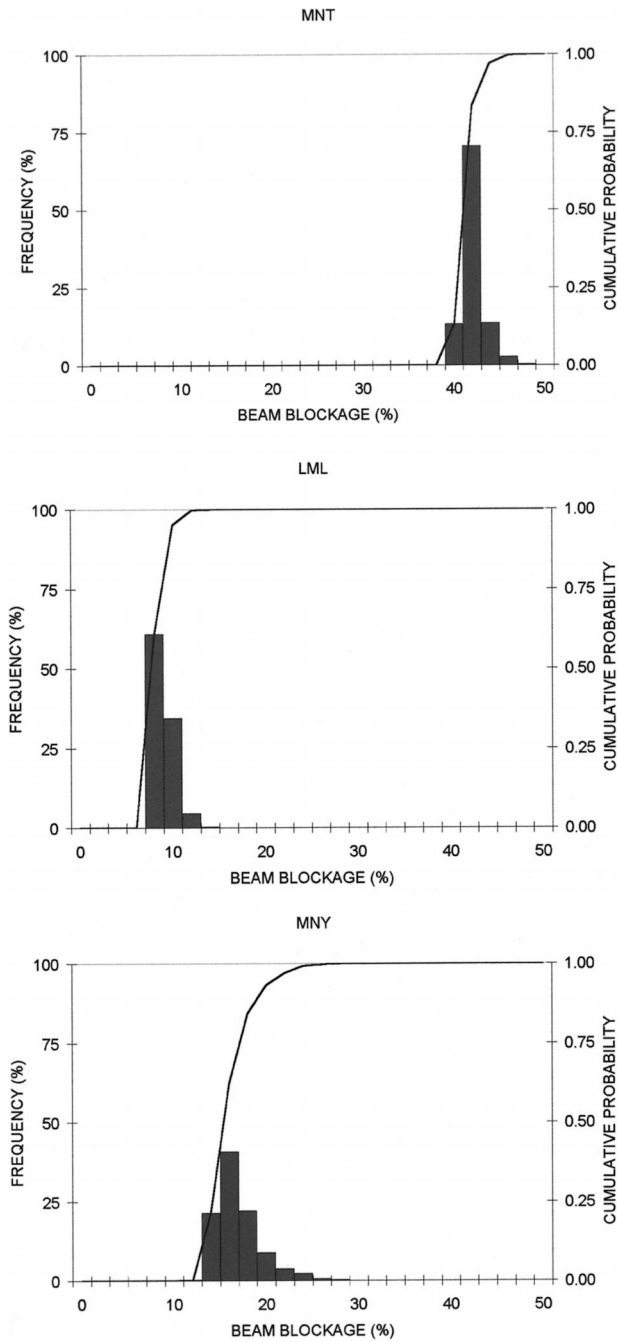 MNT
100
75
50
25
0
FREQUENCY (%)
1.00
0.75
0.50
0.25
0.00
CUMULATIVE PROBABILITY
0 10 20 30 40 50
BEAM BLOCKAGE (%)
LML
100
75
50
25
0
FREQUENCY (%)
1.00
0.75
0.50
0.25
0.00
CUMULATIVE PROBABILITY
0 10 20 30 40 50
BEAM BLOCKAGE (%)
MNY
100
75
50
25
0
FREQUENCY (%)
1.00
0.75
0.50
0.25
0.00
CUMULATIVE PROBABILITY
0 10 20 30 40 50
BEAM BLOCKAGE (%)